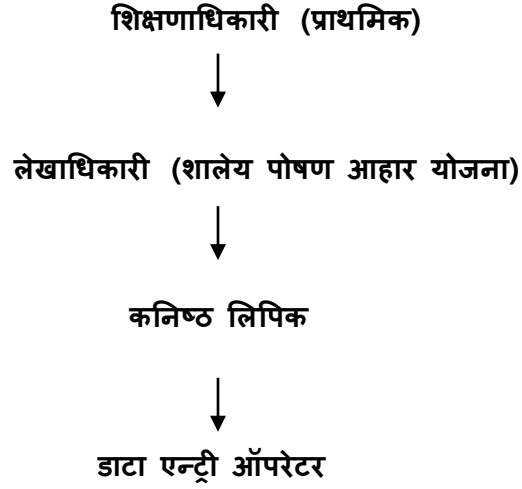 शिक्षणाधिकारी (प्राथमिक)
लेखाधिकारी (शालेय पोषण आहार योजना)
कनिष्ठ लिपिक
डाटा एन्ट्री ऑपरेटर